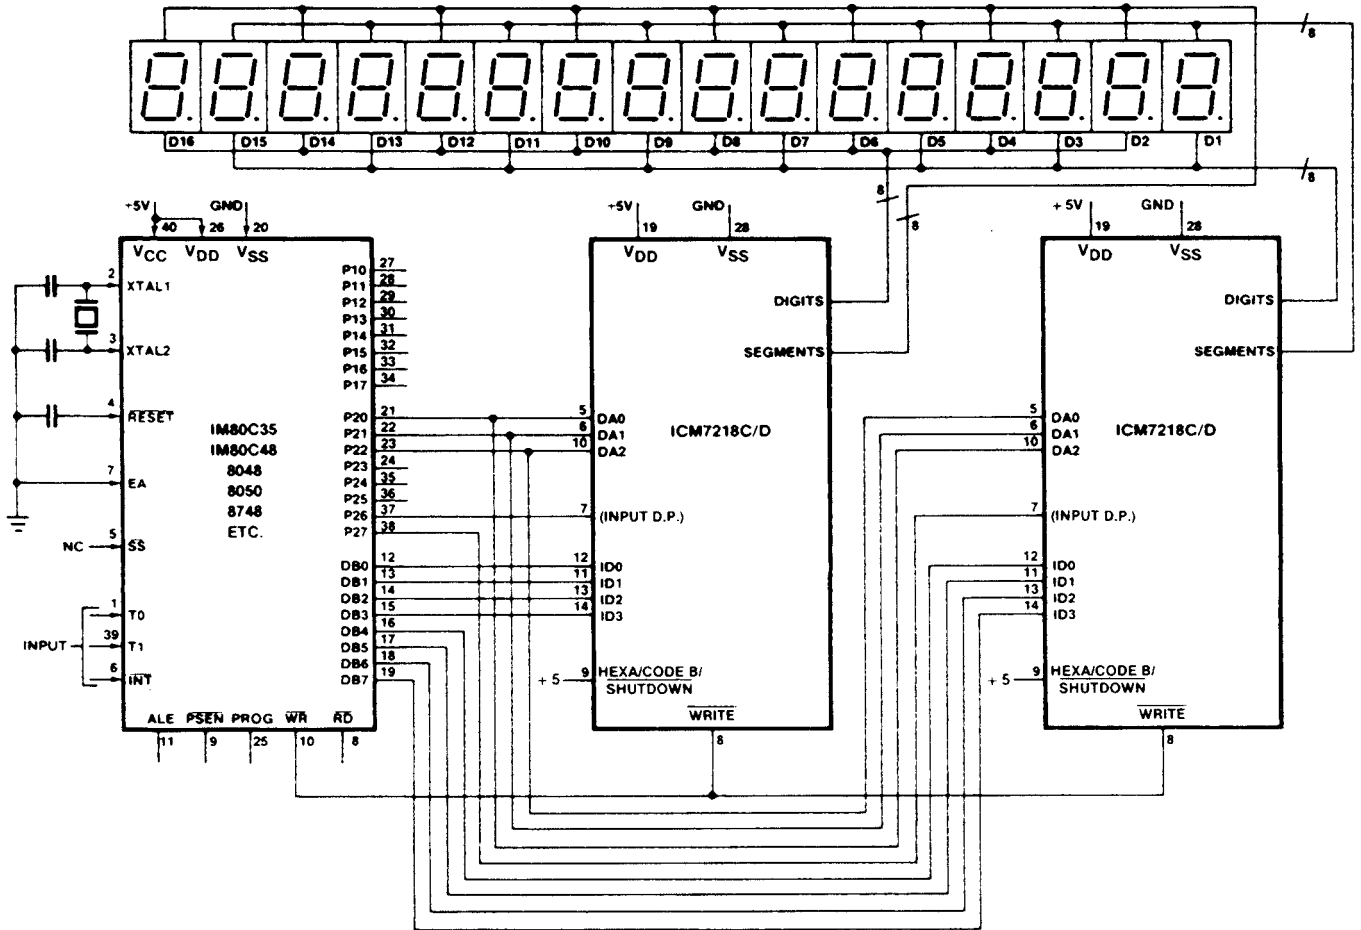 8
D16 D15 D14 D13 D12 D11 D10 D9 D8 D7 D6 D5 D4 D3 D2 D1
8
8
8
+5V
GND
40
26
20
VCC
VDD
VSS
2
XTAL1
3
XTAL2
4
RESET
7
EA
NC
5
SS
INPUT
1
T0
39
T1
6
INT
IM80C35
IM80C48
8048
8050
8748
ETC.
P10 27
P11 28
P12 29
P13 30
P14 31
P15 32
P16 33
P17 34
P20 21
P21 22
P22 23
P23 24
P24 35
P25 36
P26 37
P27 38
DB0 12
DB1 13
DB2 14
DB3 15
DB4 16
DB5 17
DB6 18
DB7 19
ALE PSEN PROG WR RD
11 9 25 10 8
+5V
GND
19
28
VDD
VSS
DIGITS
SEGMENTS
ICM7218C/D
5 DA0
6 DA1
10 DA2
7 (INPUT D.P.)
12 ID0
11 ID1
13 ID2
14 ID3
+ 5
9 HEXA/CODE B/
SHUTDOWN
WRITE
8
+ 5V
GND
19
28
VDD
VSS
DIGITS
SEGMENTS
ICM7218C/D
5 DA0
6 DA1
10 DA2
7 (INPUT D.P.)
12 ID0
11 ID1
13 ID2
14 ID3
+ 5
9 HEXA/CODE B/
SHUTDOWN
WRITE
8